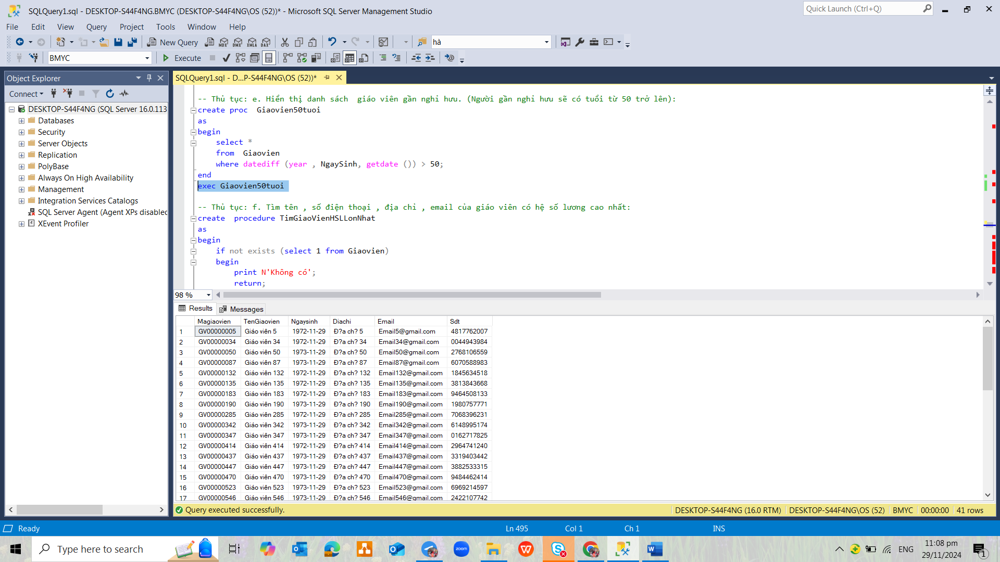 SQLQuery1.sql - DESKTOP-S44F4NG.BMYC (DESKTOP-S44F4NG\OS (52))* - Microsoft SQL Server Management Studio
Quick Launch (Ctrl+Q)
File Edit View Query Project Tools Window Help
New Query MDX DMX XMLA DAX hà
BMYC Execute
Object Explorer
SQLQuery1.sql - D...P-S44F4NG\OS (52))*
Connect
DESKTOP-S44F4NG (SQL Server 16.0.113
Databases
Security
Server Objects
Replication
PolyBase
Always On High Availability
Management
Integration Services Catalogs
SQL Server Agent (Agent XPs disabled
XEvent Profiler
-- Thủ tục: e. Hiển thị danh sách  giáo viên gần nghỉ hưu. (Người gần nghỉ hưu sẽ có tuổi từ 50 trở lên):
create proc  Giaovien50tuoi
as
begin
select *
from  Giaovien
where datediff (year , NgaySinh, getdate ()) > 50;
end
exec Giaovien50tuoi
-- Thủ tục: f. Tìm tên , số điện thoại , địa chỉ , email của giáo viên có hệ số lương cao nhất:
create  procedure TimGiaoVienHSLLonNhat
as
begin
if not exists (select 1 from Giaovien)
begin
print N'Không có';
return;
98 %
Results Messages
Magiaovien TenGiaovien Ngaysinh Diachi Email Sdt
1 GV00000005 Giáo viên 5 1972-11-29 Đ?a ch? 5 Email5@gmail.com 4817762007
2 GV00000034 Giáo viên 34 1972-11-29 Đ?a ch? 34 Email34@gmail.com 0044943984
3 GV00000050 Giáo viên 50 1973-11-29 Đ?a ch? 50 Email50@gmail.com 2768106559
4 GV00000087 Giáo viên 87 1973-11-29 Đ?a ch? 87 Email87@gmail.com 6070588983
5 GV00000132 Giáo viên 132 1972-11-29 Đ?a ch? 132 Email132@gmail.com 1845634518
6 GV00000135 Giáo viên 135 1972-11-29 Đ?a ch? 135 Email135@gmail.com 3813843668
7 GV00000183 Giáo viên 183 1972-11-29 Đ?a ch? 183 Email183@gmail.com 9464508133
8 GV00000190 Giáo viên 190 1973-11-29 Đ?a ch? 190 Email190@gmail.com 1980757771
9 GV00000285 Giáo viên 285 1972-11-29 Đ?a ch? 285 Email285@gmail.com 7068396231
10 GV00000342 Giáo viên 342 1973-11-29 Đ?a ch? 342 Email342@gmail.com 6148995174
11 GV00000347 Giáo viên 347 1973-11-29 Đ?a ch? 347 Email347@gmail.com 0162717825
12 GV00000414 Giáo viên 414 1972-11-29 Đ?a ch? 414 Email414@gmail.com 2964741240
13 GV00000437 Giáo viên 437 1973-11-29 Đ?a ch? 437 Email437@gmail.com 3319403442
14 GV00000447 Giáo viên 447 1973-11-29 Đ?a ch? 447 Email447@gmail.com 3882533315
15 GV00000470 Giáo viên 470 1973-11-29 Đ?a ch? 470 Email470@gmail.com 9484462414
16 GV00000523 Giáo viên 523 1973-11-29 Đ?a ch? 523 Email523@gmail.com 6969214597
17 GV00000546 Giáo viên 546 1973-11-29 Đ?a ch? 546 Email546@gmail.com 2422107742
Query executed successfully. DESKTOP-S44F4NG (16.0 RTM) DESKTOP-S44F4NG\OS (52) BMYC 00:00:00 41 rows
Ready Ln 495 Col 1 Ch 1 INS
Type here to search zoom ENG 11:08 pm
29/11/2024 1